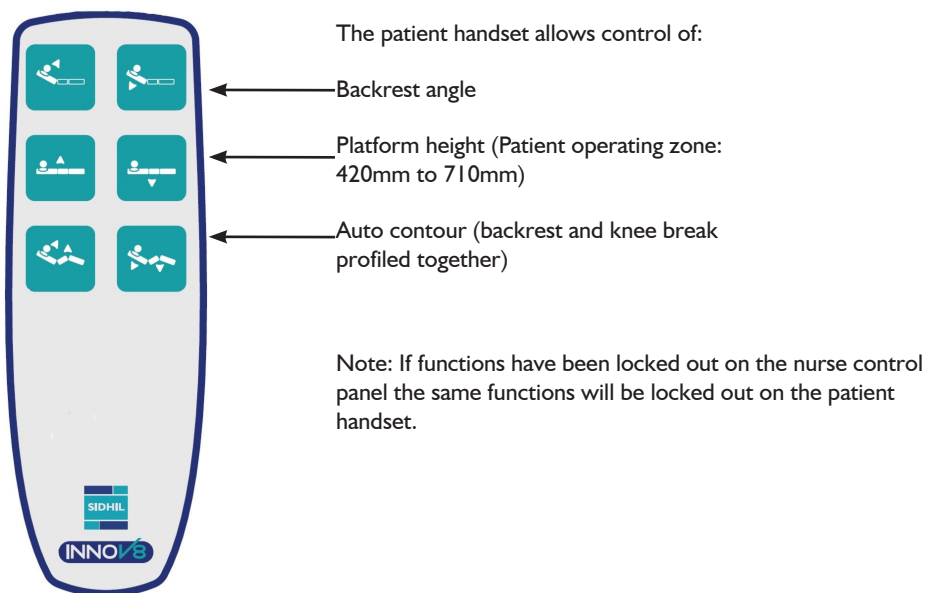 The patient handset allows control of:
Backrest angle
Platform height (Patient operating zone:
420mm to 710mm)
Auto contour (backrest and knee break
profiled together)
Note: If functions have been locked out on the nurse control
panel the same functions will be locked out on the patient
handset.
SIDHIL
INNOV8